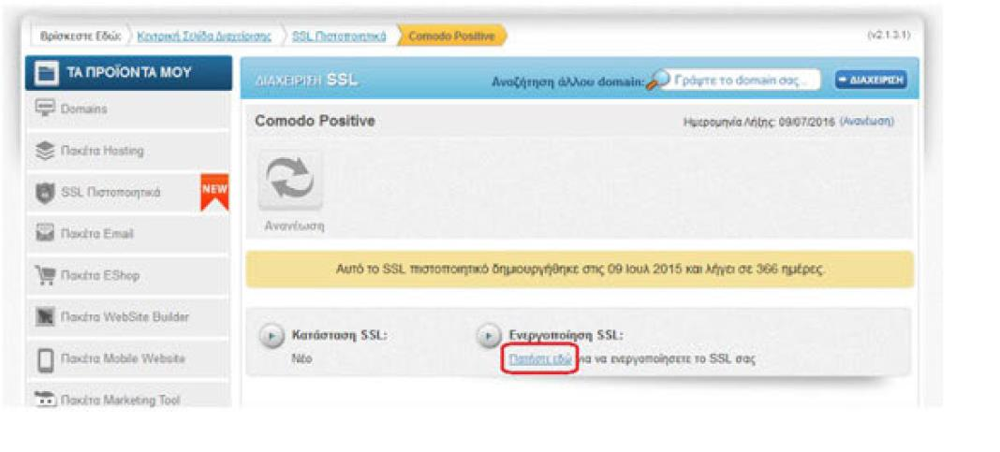 Βρίσκεστε Εδώ: Κεντρική Σελίδα Διαχείρισης SSL Πιστοποιητικά Comodo Positive (v2.1.3.1)
ΤΑ ΠΡΟΪΟΝΤΑ ΜΟΥ
ΔΙΑΧΕΙΡΙΣΗ SSL Αναζήτηση άλλου domain: Γράψτε το domain σας... ΔΙΑΧΕΙΡΙΣΗ
Domains
Πακέτα Hosting
SSL Πιστοποιητικά NEW
Πακέτα Email
Πακέτα EShop
Πακέτα WebSite Builder
Πακέτα Mobile Website
Πακέτα Marketing Tool
Comodo Positive Ημερομηνία Λήξης: 09/07/2016 (Ανανέωση)
Ανανέωση
Αυτό το SSL πιστοποιητικό δημιουργήθηκε στις 09 Ιουλ 2015 και λήγει σε 366 ημέρες.
Κατάσταση SSL:
Νέο
Ενεργοποίηση SSL:
Πατήστε εδώ για να ενεργοποιήσετε το SSL σας